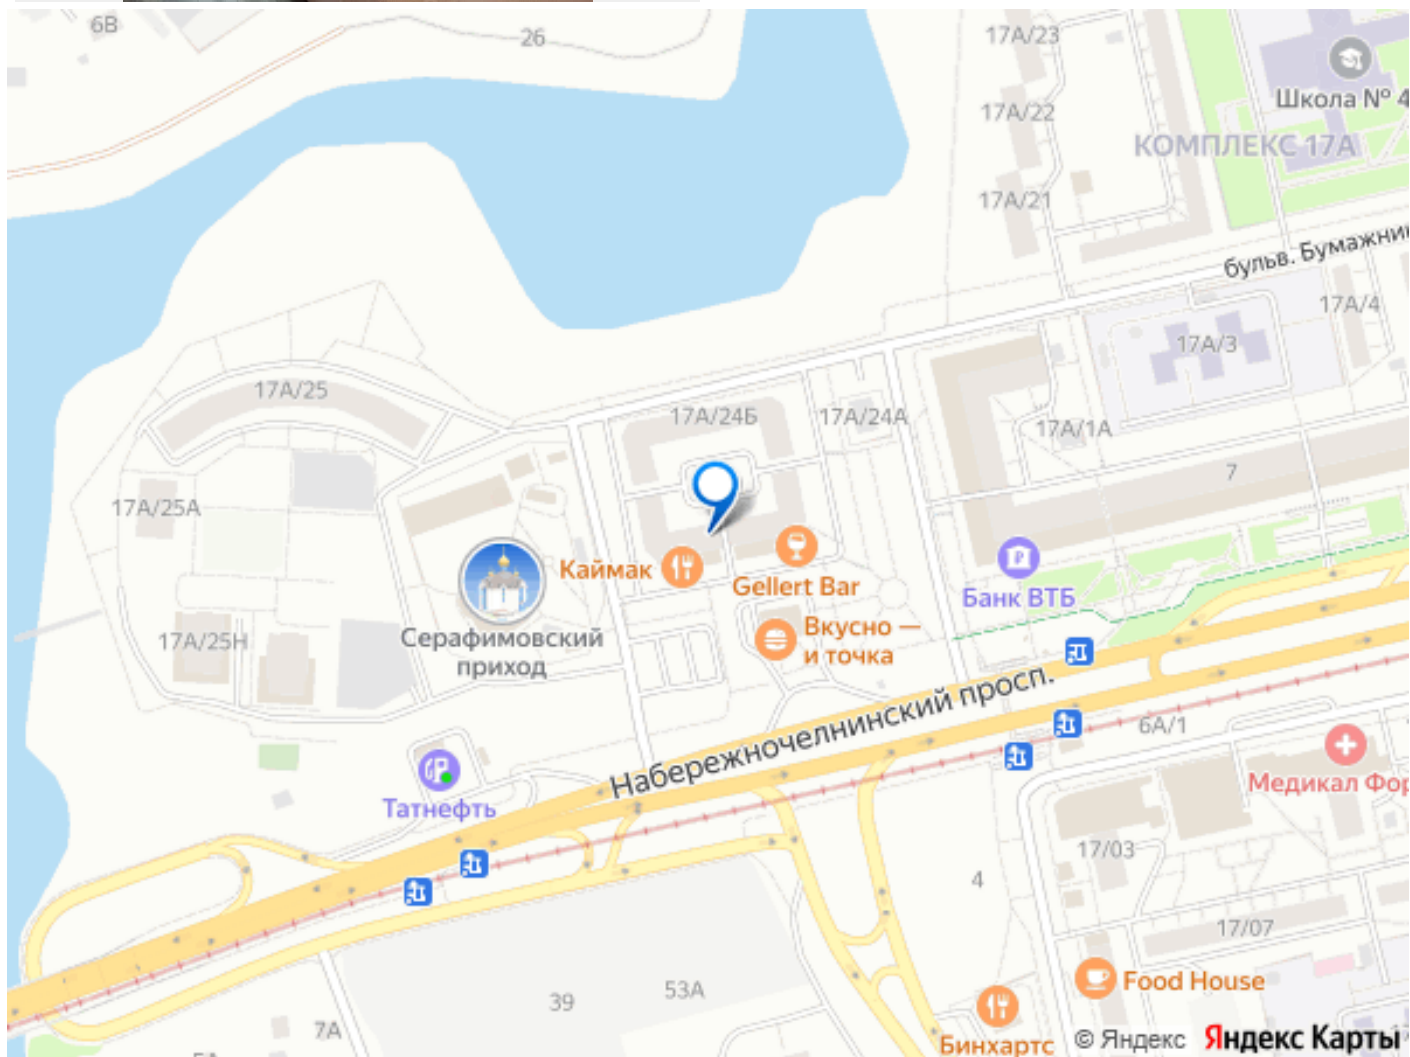 6В
26
17А/23
Школа № 4
17А/22
КОМПЛЕКС 17А
17А/21
бульв. Бумажни
17А/4
17А/3
17А/25
17А/24Б
17А/24А
17А/1А
7
17А/25А
Каймак
Gellert Bar
Банк ВТБ
Серафимовский
приход
Вкусно —
и точка
17А/25Н
Набережночелнинский просп.
6А/1
Медикал Фор
Татнефть
17/03
4
17/07
Food House
39
53А
7А
Бинхартс
© Яндекс Яндекс Карты